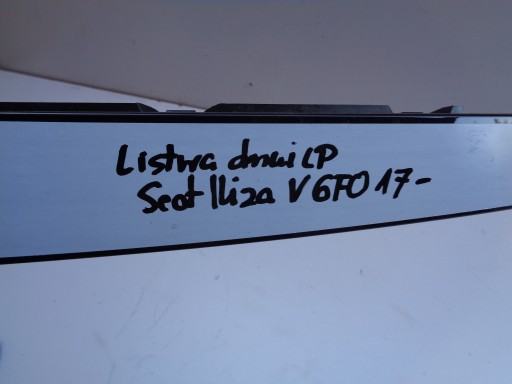 Listwa drzwi LP
Seat Ibiza V 6F0 17-